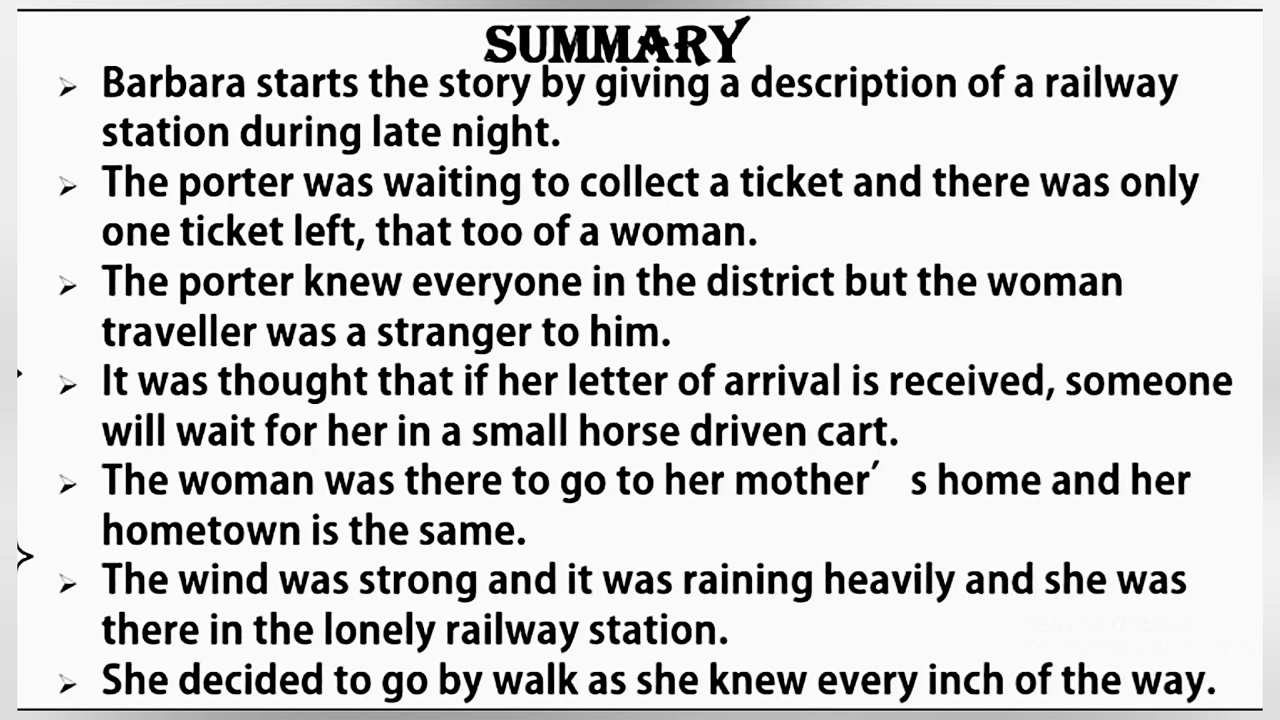 SUMMARY
➢ Barbara starts the story by giving a description of a railway
station during late night.
➢ The porter was waiting to collect a ticket and there was only
one ticket left, that too of a woman.
➢ The porter knew everyone in the district but the woman
traveller was a stranger to him.
➢ It was thought that if her letter of arrival is received, someone
will wait for her in a small horse driven cart.
➢ The woman was there to go to her mother′ s home and her
hometown is the same.
➢ The wind was strong and it was raining heavily and she was
there in the lonely railway station.
➢ She decided to go by walk as she knew every inch of the way.